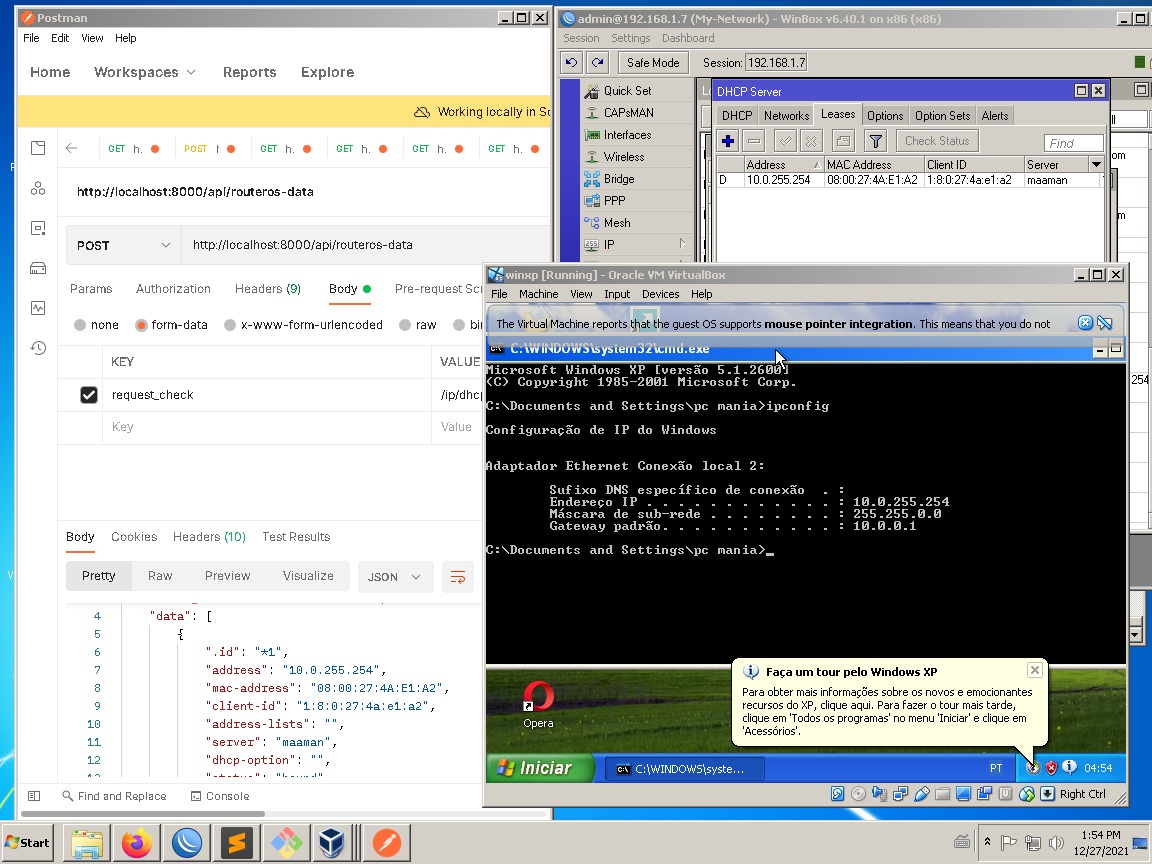 Postman
File Edit View Help
Home Workspaces Reports Explore
Working locally in Sc
GET h. POST h GET h. GET h. GET h. GET h.
http://localhost:8000/api/routeros-data
POST http://localhost:8000/api/routeros-data
Params Authorization Headers (9) Body Pre-request Scr
none form-data x-www-form-urlencoded raw bi
KEY VALUE
request_check /ip/dhcp
Key Value
Body Cookies Headers (10) Test Results
Pretty Raw Preview Visualize JSON
4 "data": [
5 {
6 ".id": "*1",
7 "address": "10.0.255.254",
8 "mac-address": "08:00:27:4A:E1:A2",
9 "client-id": "1:8:0:27:4a:e1:a2",
10 "address-lists": "",
11 "server": "maaman",
12 "dhcp-option": "",
13 "status": "bound"
Find and Replace Console
admin@192.168.1.7 (My-Network) - WinBox v6.40.1 on x86 (x86)
Session Settings Dashboard
Safe Mode Session: 192.168.1.7
Quick Set
CAPsMAN
Interfaces
Wireless
Bridge
PPP
Mesh
IP
DHCP Server
DHCP Networks Leases Options Option Sets Alerts
Check Status Find
Address MAC Address Client ID Server
D 10.0.255.254 08:00:27:4A:E1:A2 1:8:0:27:4a:e1:a2 maaman
om
m
254
winxp [Running] - Oracle VM VirtualBox
File Machine View Input Devices Help
The Virtual Machine reports that the guest OS supports mouse pointer integration. This means that you do not
C:\WINDOWS\system32\cmd.exe
Microsoft Windows XP [versão 5.1.2600]
(C) Copyright 1985-2001 Microsoft Corp.
C:\Documents and Settings\pc mania>ipconfig
Configuração de IP do Windows
Adaptador Ethernet Conexão local 2:
Sufixo DNS específico de conexão . :
Endereço IP . . . . . . . . . . . . : 10.0.255.254
Máscara de sub-rede . . . . . . . . : 255.255.0.0
Gateway padrão. . . . . . . . . . . : 10.0.0.1
C:\Documents and Settings\pc mania>_
Opera
Faça um tour pelo Windows XP
Para obter mais informações sobre os novos e emocionantes
recursos do XP, clique aqui. Para fazer o tour mais tarde,
clique em 'Todos os programas' no menu 'Iniciar' e clique em
'Acessórios'.
Iniciar C:\WINDOWS\syste... PT 04:54
Right Ctrl
Start 1:54 PM
12/27/2021